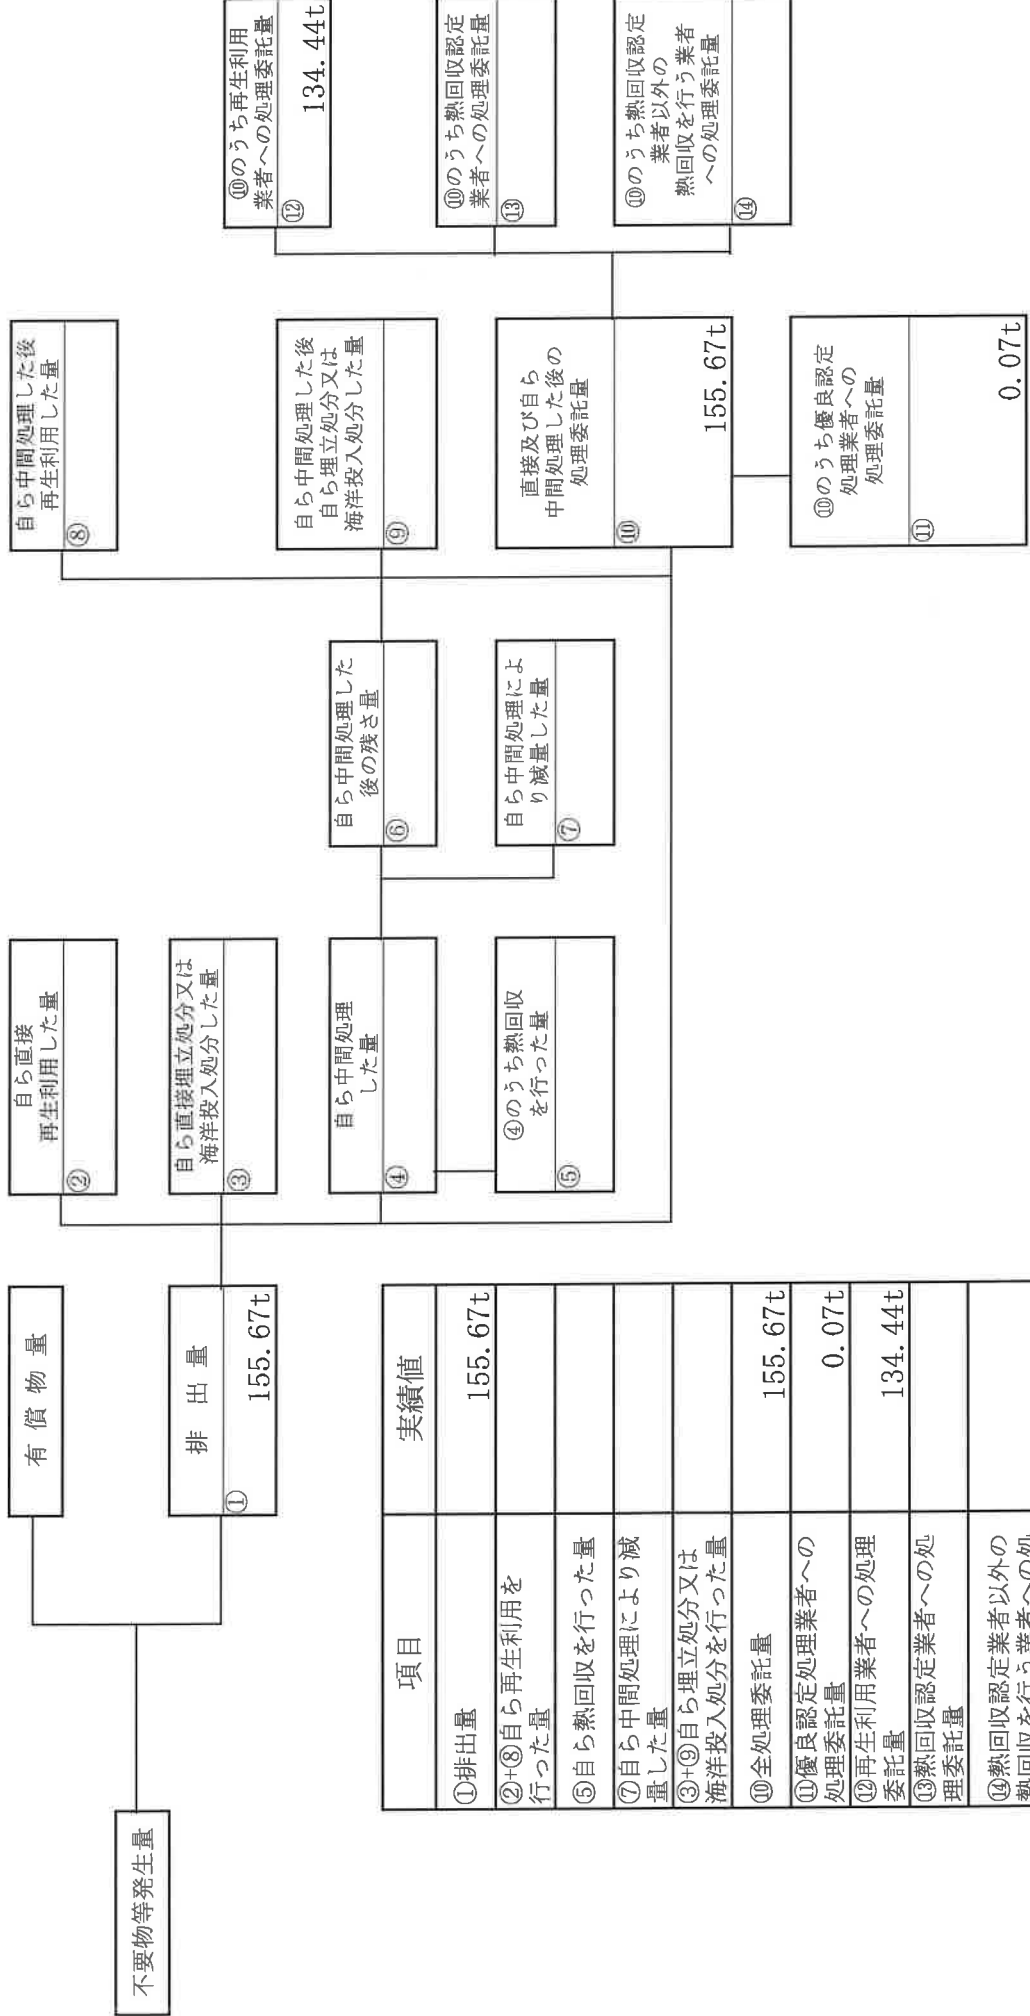 不要物等発生量
有償物量
排出量
①
155.67t
自ら直接
再生利用した量
②
自ら直接埋立処分又は
海洋投入処分した量
③
自ら中間処理
した量
④
④のうち熱回収
を行った量
⑤
自ら中間処理した
後の残さ量
⑥
自ら中間処理によ
り減量した量
⑦
自ら中間処理した後
再生利用した量
⑧
自ら中間処理した後
自ら埋立処分又は
海洋投入処分した量
⑨
直接及び自ら
中間処理した後の
処理委託量
⑩
155.67t
⑩のうち優良認定
処理業者への
処理委託量
⑪
0.07t
⑩のうち再生利用
業者への処理委託量
⑫
134.44t
⑩のうち熱回収認定
業者への処理委託量
⑬
⑩のうち熱回収認定
業者以外の
熱回収を行う業者
への処理委託量
⑭
項目 実績値
①排出量 155.67t
②+⑧自ら再生利用を
行った量
⑤自ら熱回収を行った量
⑦自ら中間処理により減
量した量
③+⑨自ら埋立処分又は
海洋投入処分を行った量
⑩全処理委託量 155.67t
⑪優良認定処理業者への
処理委託量 0.07t
⑫再生利用業者への処理
委託量 134.44t
⑬熱回収認定業者への処
理委託量
⑭熱回収認定業者以外の
熱回収を行う業者への処